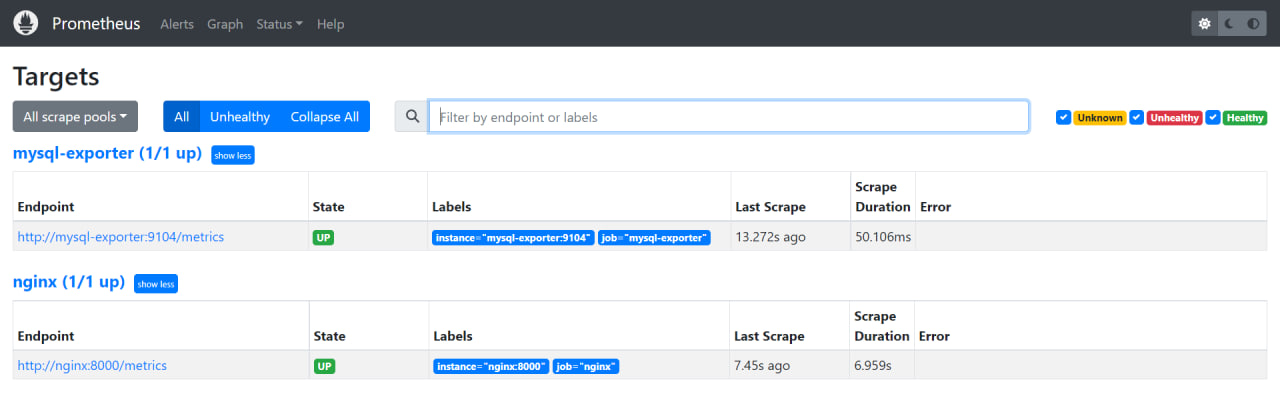 Prometheus Alerts Graph Status Help
Targets
All scrape pools All Unhealthy Collapse All Filter by endpoint or labels Unknown Unhealthy Healthy
mysql-exporter (1/1 up) show less
Endpoint State Labels Last Scrape Scrape Duration Error
http://mysql-exporter:9104/metrics UP instance="mysql-exporter:9104" job="mysql-exporter" 13.272s ago 50.106ms
nginx (1/1 up) show less
Endpoint State Labels Last Scrape Scrape Duration Error
http://nginx:8000/metrics UP instance="nginx:8000" job="nginx" 7.45s ago 6.959s